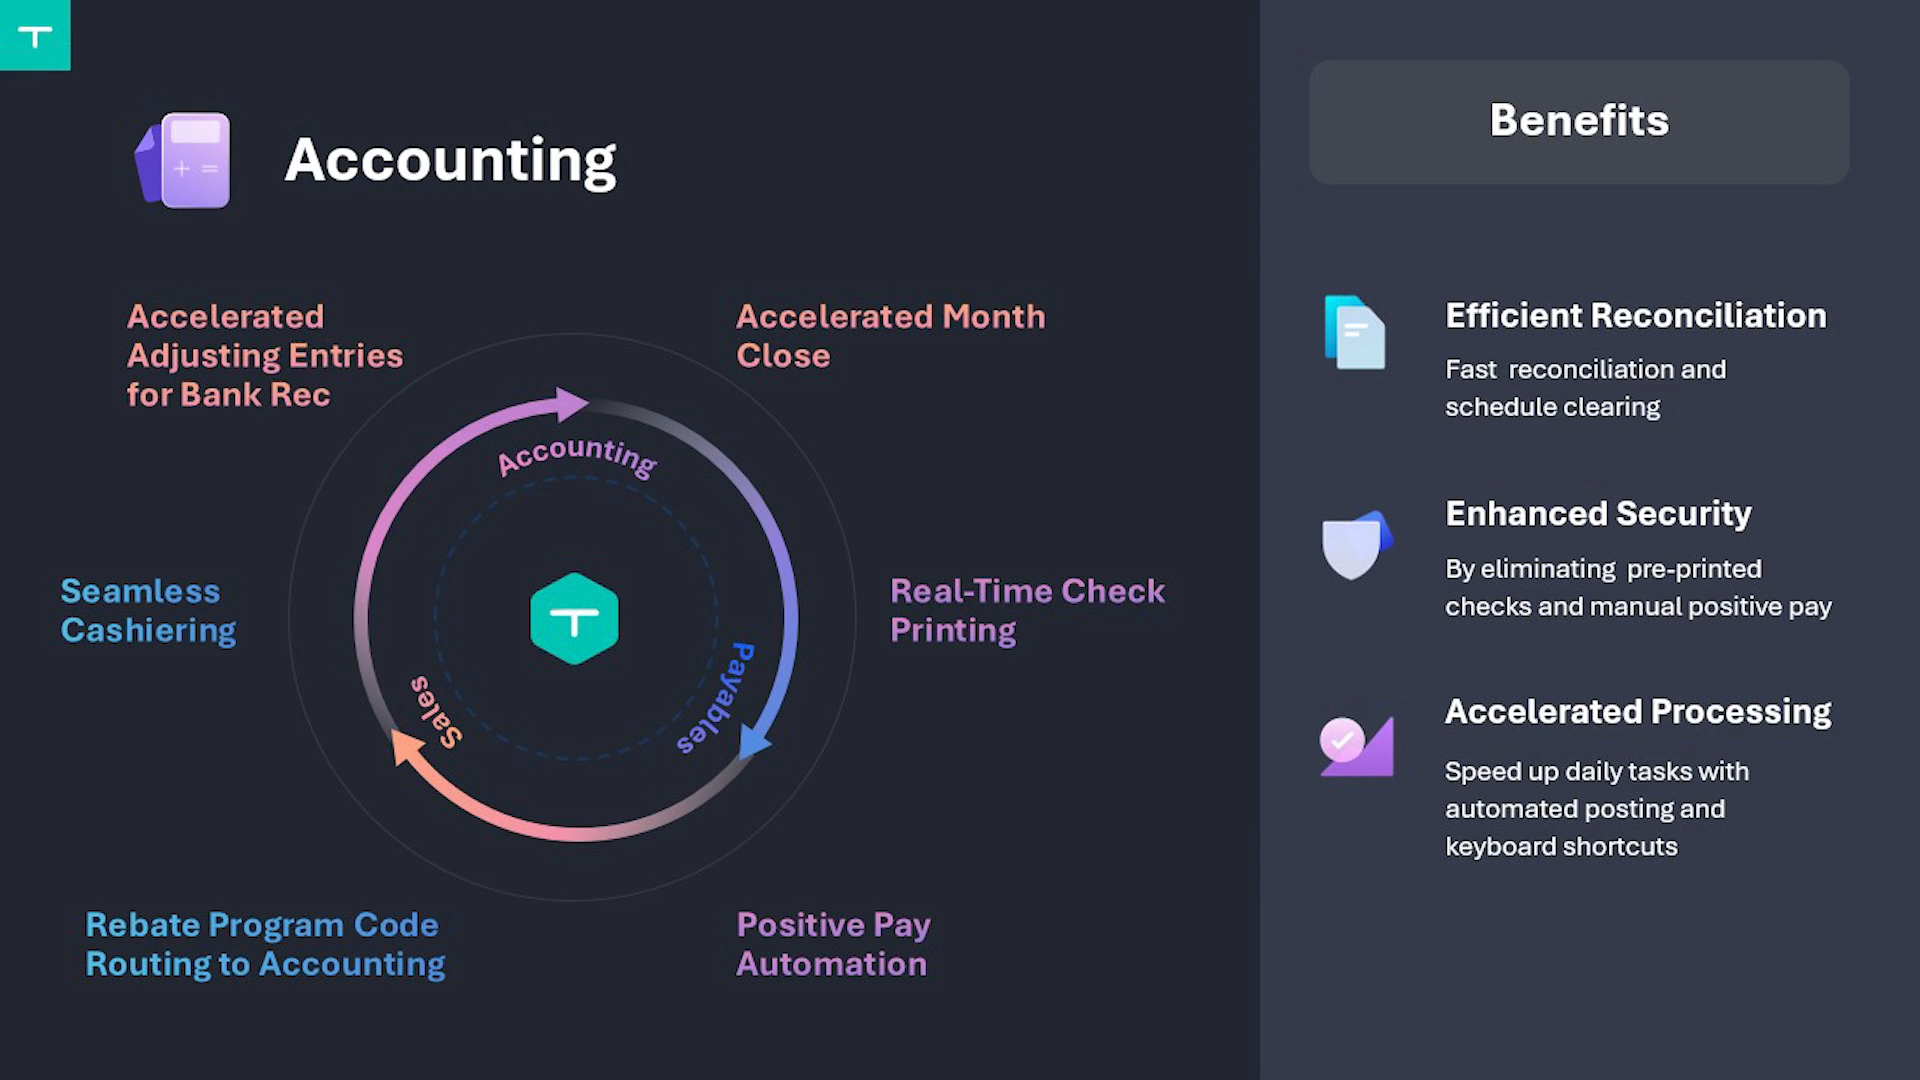 Accounting
Accelerated
Adjusting Entries
for Bank Rec
Accelerated Month
Close
Accounting
Seamless
Cashiering
Real-Time Check
Printing
Payables
Sales
Rebate Program Code
Routing to Accounting
Positive Pay
Automation
Benefits
Efficient Reconciliation
Fast  reconciliation and
schedule clearing
Enhanced Security
By eliminating  pre-printed
checks and manual positive pay
Accelerated Processing
Speed up daily tasks with
automated posting and
keyboard shortcuts